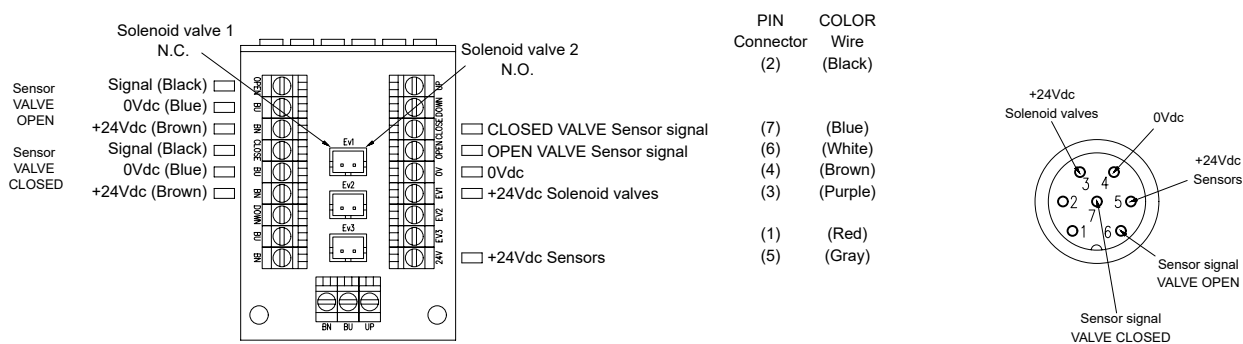 Solenoid valve 1
N.C.
Solenoid valve 2
N.O.
Sensor
VALVE
OPEN
Signal (Black)
0Vdc (Blue)
+24Vdc (Brown)
Sensor
VALVE
CLOSED
Signal (Black)
0Vdc (Blue)
+24Vdc (Brown)
OPEN
BU
BN
CLOSE
BU
BN
DOWN
BU
BN
Ev1
Ev2
Ev3
UP
DOWN
CLOSE
OPEN
0V
EV1
EV2
EV3
24V
BN BU UP
CLOSED VALVE Sensor signal
OPEN VALVE Sensor signal
0Vdc
+24Vdc Solenoid valves
+24Vdc Sensors
PIN COLOR
Connector Wire
(2) (Black)
(7) (Blue)
(6) (White)
(4) (Brown)
(3) (Purple)
(1) (Red)
(5) (Gray)
+24Vdc
Solenoid valves
0Vdc
+24Vdc
Sensors
3 4
2 5
7
1 6
Sensor signal
VALVE OPEN
Sensor signal
VALVE CLOSED